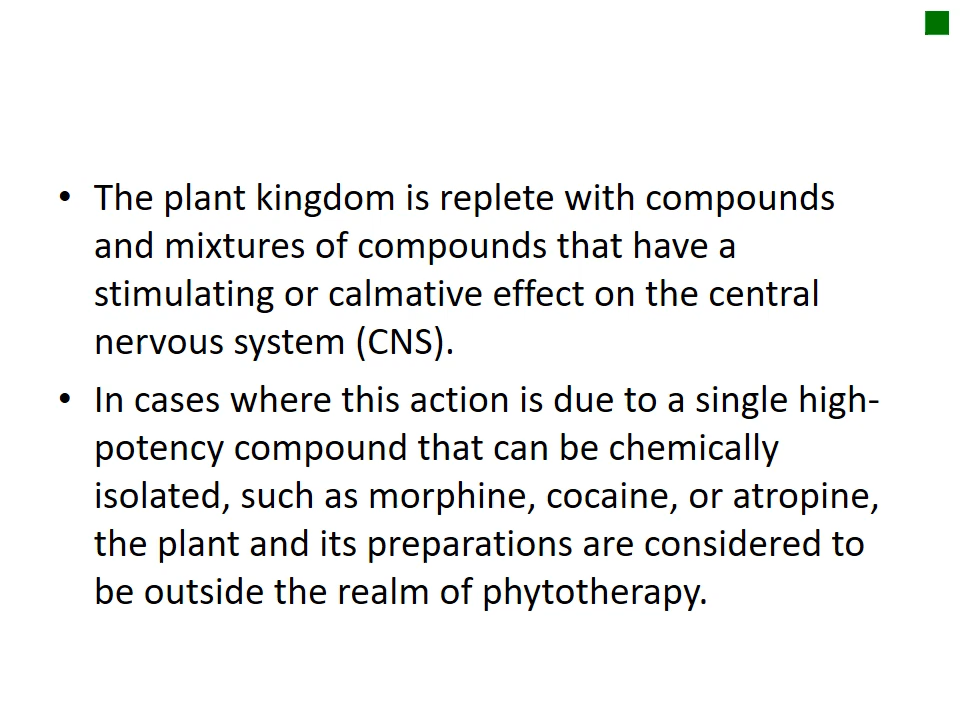 • The plant kingdom is replete with compounds
and mixtures of compounds that have a
stimulating or calmative effect on the central
nervous system (CNS).
• In cases where this action is due to a single high-
potency compound that can be chemically
isolated, such as morphine, cocaine, or atropine,
the plant and its preparations are considered to
be outside the realm of phytotherapy.